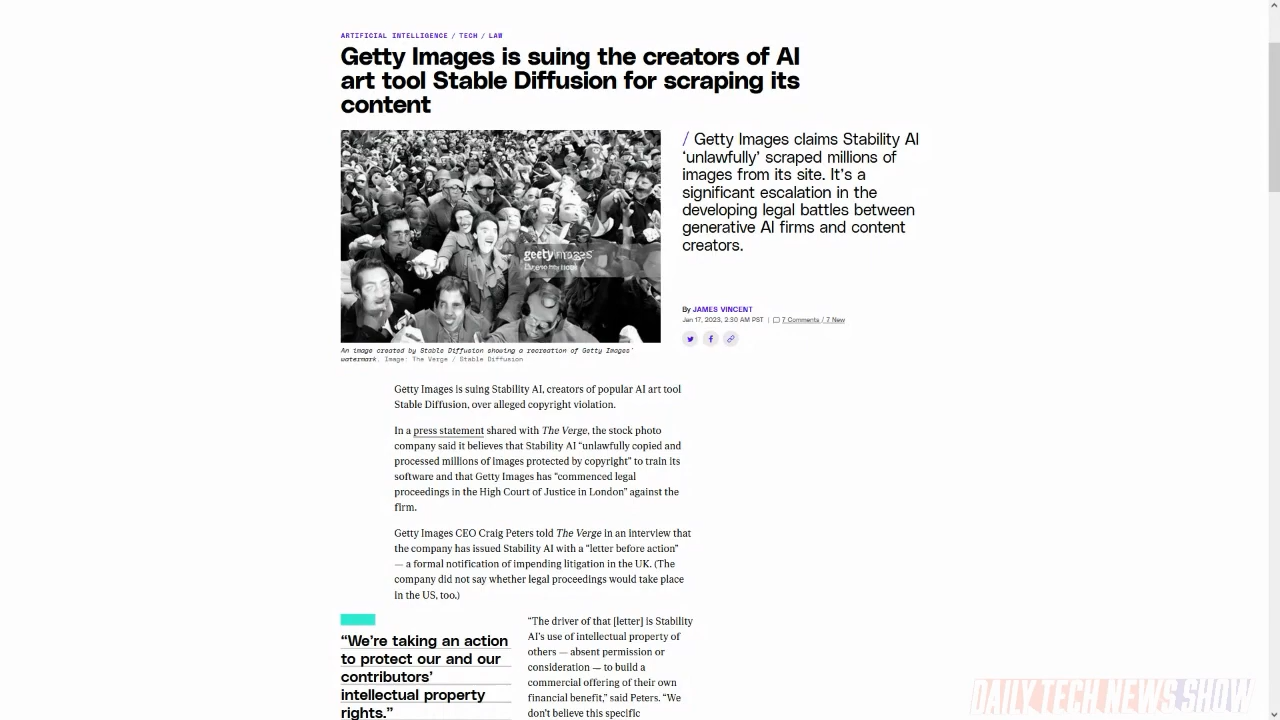 ARTIFICIAL INTELLIGENCE / TECH / LAW
Getty Images is suing the creators of AI
art tool Stable Diffusion for scraping its
content
/ Getty Images claims Stability AI
‘unlawfully’ scraped millions of
images from its site. It’s a
significant escalation in the
developing legal battles between
generative AI firms and content
creators.
By JAMES VINCENT
Jan 17, 2023, 2:30 AM PST | 7 Comments / 7 New
An image created by Stable Diffusion showing a recreation of Getty Images’
watermark. Image: The Verge / Stable Diffusion
Getty Images is suing Stability AI, creators of popular AI art tool
Stable Diffusion, over alleged copyright violation.
In a press statement shared with The Verge, the stock photo
company said it believes that Stability AI “unlawfully copied and
processed millions of images protected by copyright” to train its
software and that Getty Images has “commenced legal
proceedings in the High Court of Justice in London” against the
firm.
Getty Images CEO Craig Peters told The Verge in an interview that
the company has issued Stability AI with a “letter before action”
— a formal notification of impending litigation in the UK. (The
company did not say whether legal proceedings would take place
in the US, too.)
“We’re taking an action
to protect our and our
contributors’
intellectual property
rights.”
“The driver of that [letter] is Stability
AI’s use of intellectual property of
others — absent permission or
consideration — to build a
commercial offering of their own
financial benefit,” said Peters. “We
don’t believe this specific
DAILY TECH NEWS SHOW